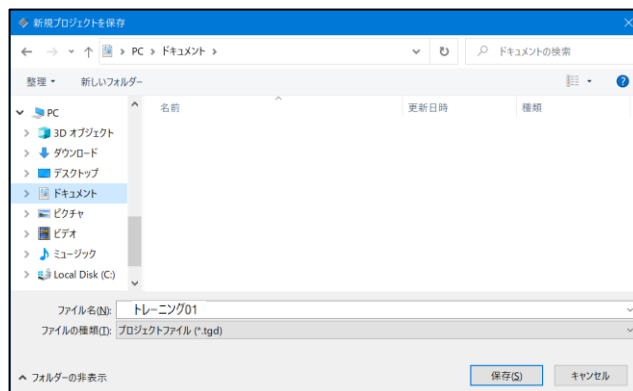 新規プロジェクトを保存
PC › ドキュメント ›
ドキュメントの検索
整理
新しいフォルダー
名前
更新日時
種類
PC
3D オブジェクト
ダウンロード
デスクトップ
ドキュメント
ピクチャ
ビデオ
ミュージック
Local Disk (C:)
ファイル名(N):
トレーニング01
ファイルの種類(T):
プロジェクトファイル (*.tgd)
フォルダーの非表示
保存(S)
キャンセル